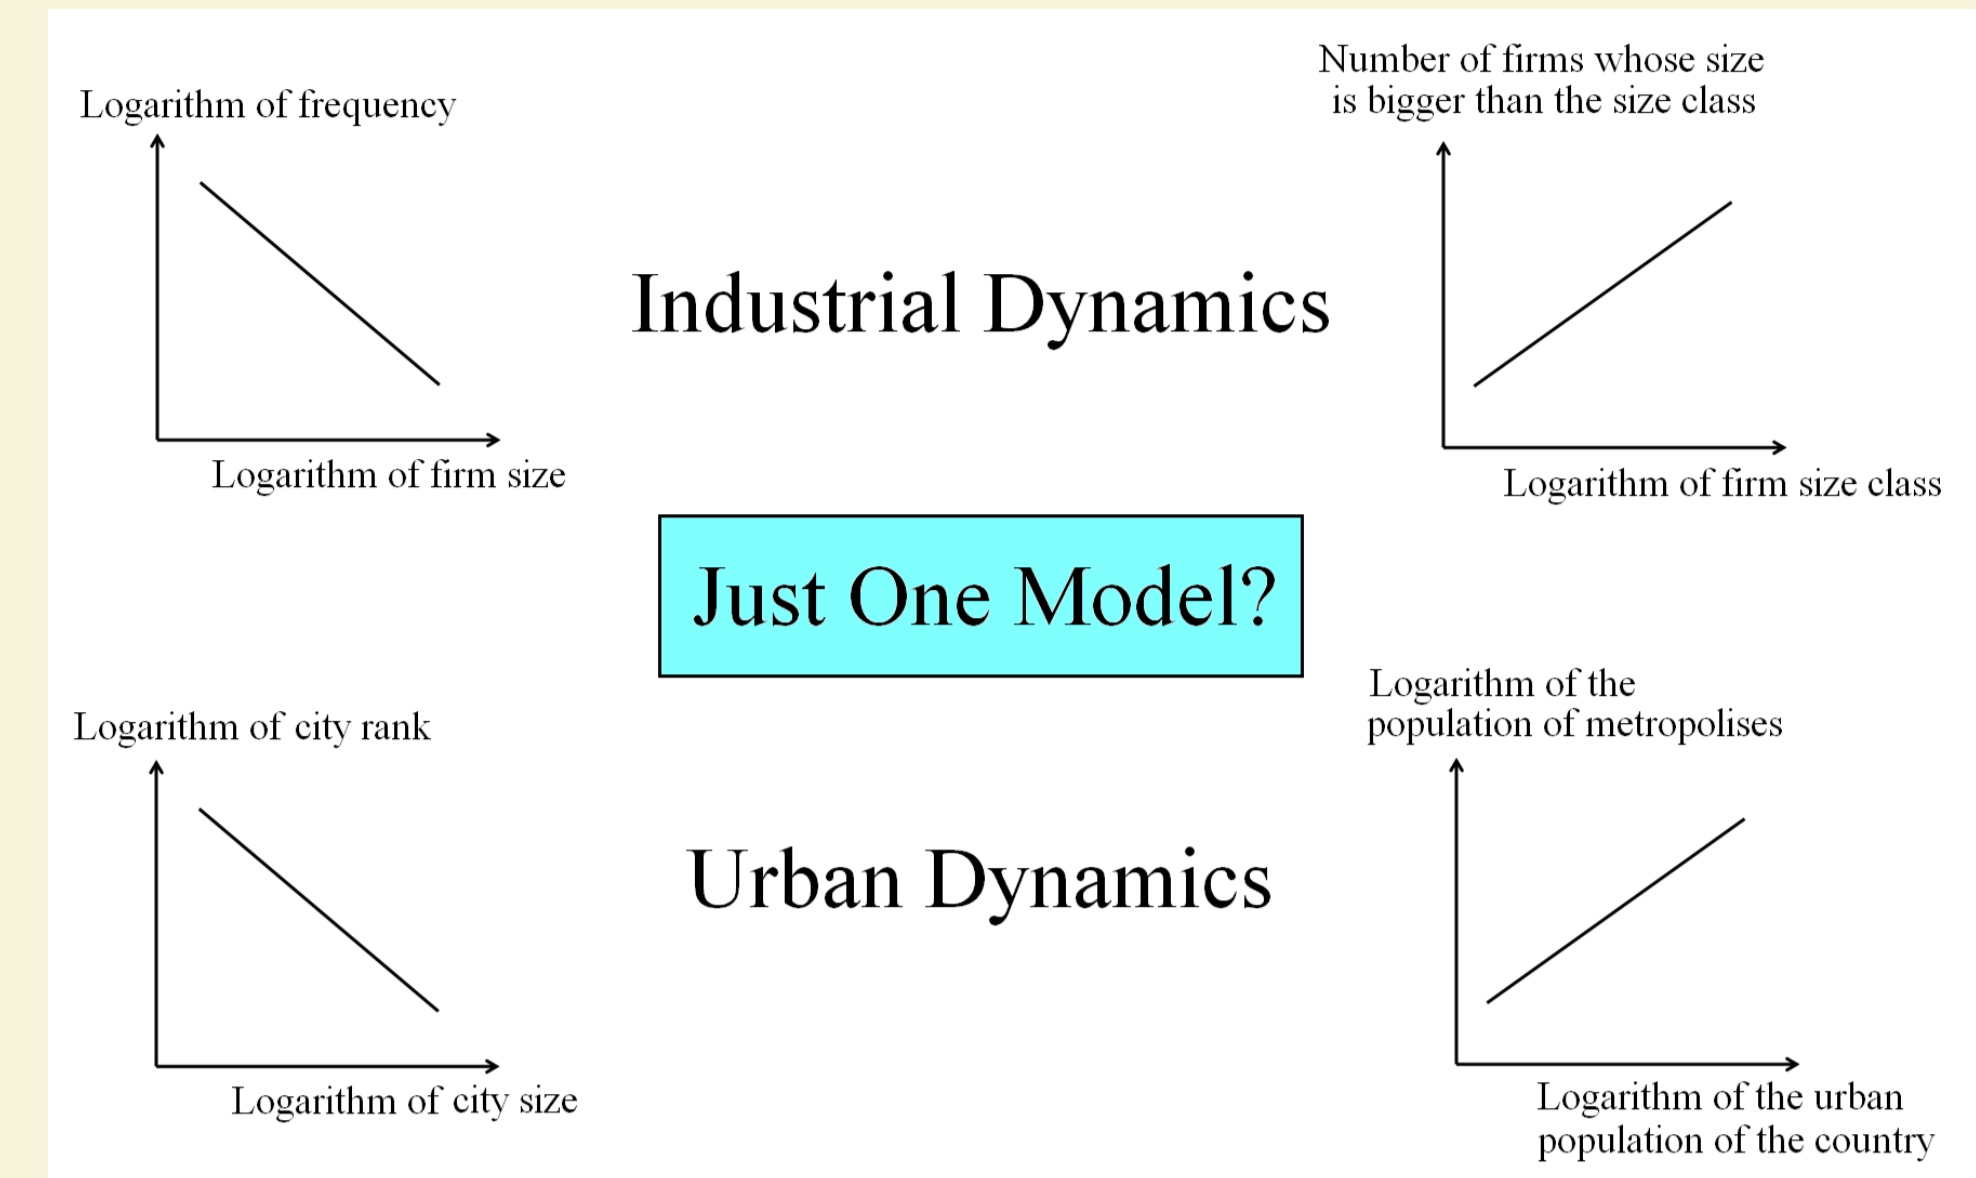 Logarithm of frequency
Logarithm of firm size
Industrial Dynamics
Number of firms whose size
is bigger than the size class
Logarithm of firm size class
Just One Model?
Logarithm of city rank
Logarithm of city size
Urban Dynamics
Logarithm of the
population of metropolises
Logarithm of the urban
population of the country